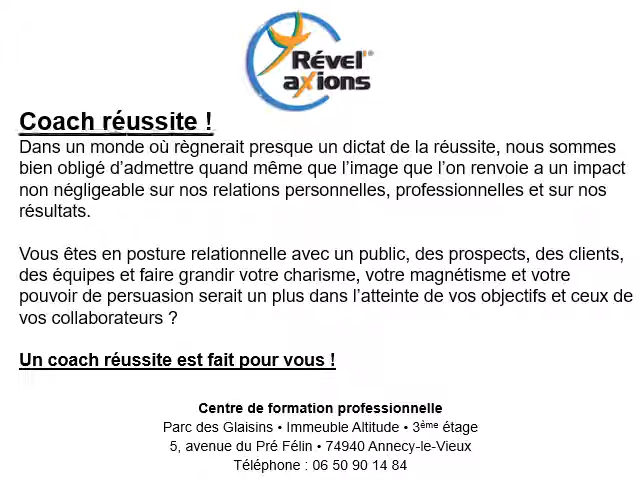 Rével'®
aXions
Coach réussite !
Dans un monde où règnerait presque un dictat de la réussite, nous sommes
bien obligé d’admettre quand même que l’image que l’on renvoie a un impact
non négligeable sur nos relations personnelles, professionnelles et sur nos
résultats.
Vous êtes en posture relationnelle avec un public, des prospects, des clients,
des équipes et faire grandir votre charisme, votre magnétisme et votre
pouvoir de persuasion serait un plus dans l’atteinte de vos objectifs et ceux de
vos collaborateurs ?
Un coach réussite est fait pour vous !
Centre de formation professionnelle
Parc des Glaisins • Immeuble Altitude • 3ème étage
5, avenue du Pré Félin • 74940 Annecy-le-Vieux
Téléphone : 06 50 90 14 84